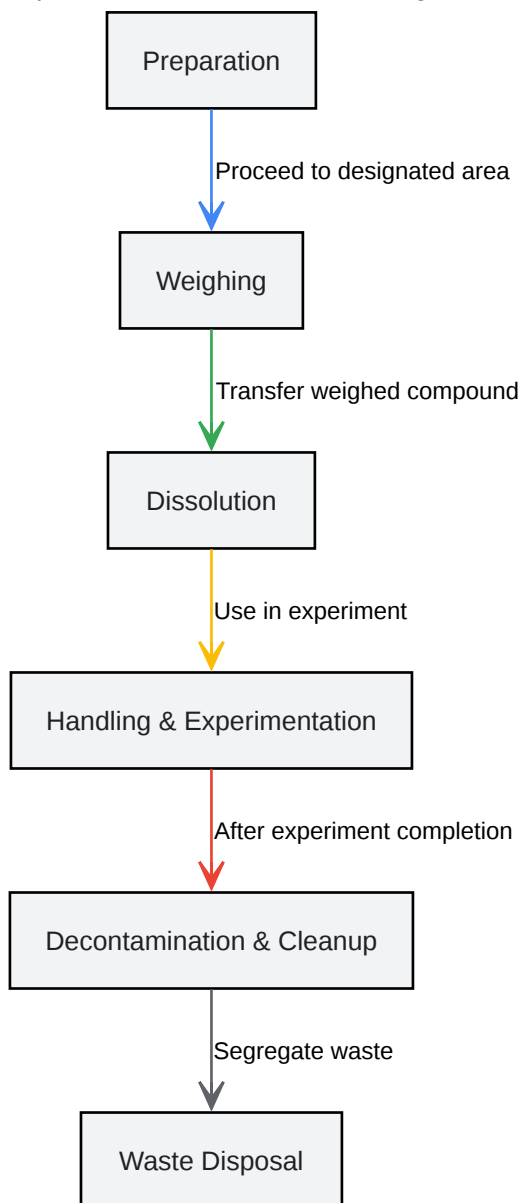 Preparation
Proceed to designated area
Weighing
Transfer weighed compound
Dissolution
Use in experiment
Handling & Experimentation
After experiment completion
Decontamination & Cleanup
Segregate waste
Waste Disposal